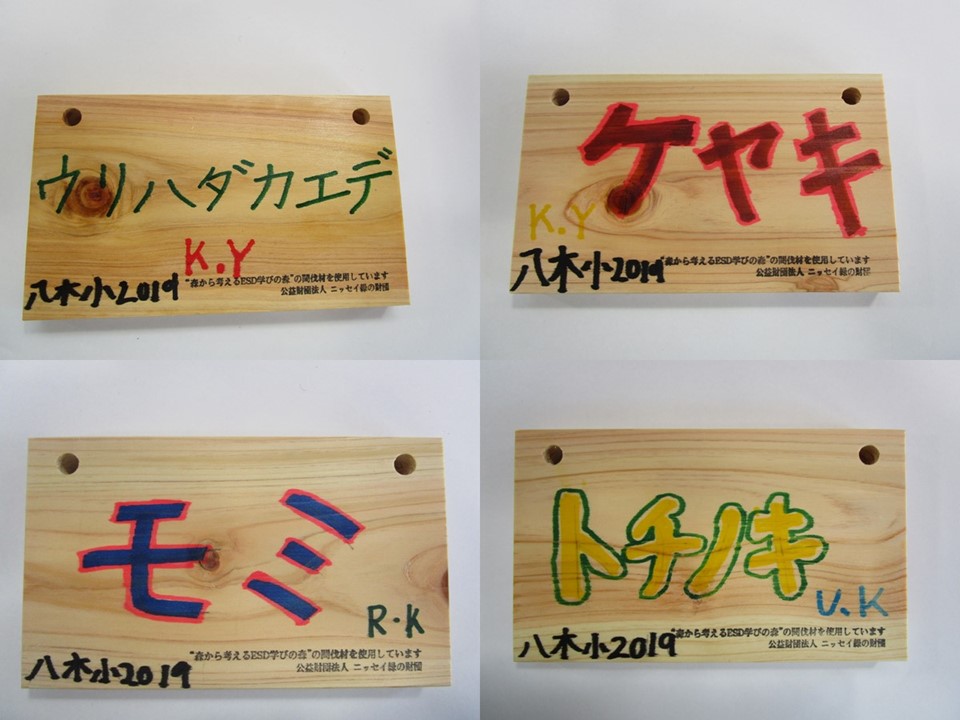 ウリハダカエデ
K.Y
八木小2019
"森から考えるESD学びの森"の間伐材を使用しています
公益財団法人 ニッセイ緑の財団
ケヤキ
K.Y
八木小2019
"森から考えるESD学びの森"の間伐材を使用しています
公益財団法人 ニッセイ緑の財団
モミ
R・K
八木小2019
"森から考えるESD学びの森"の間伐材を使用しています
公益財団法人 ニッセイ緑の財団
トチノキ
U.K
八木小2019
"森から考えるESD学びの森"の間伐材を使用しています
公益財団法人 ニッセイ緑の財団